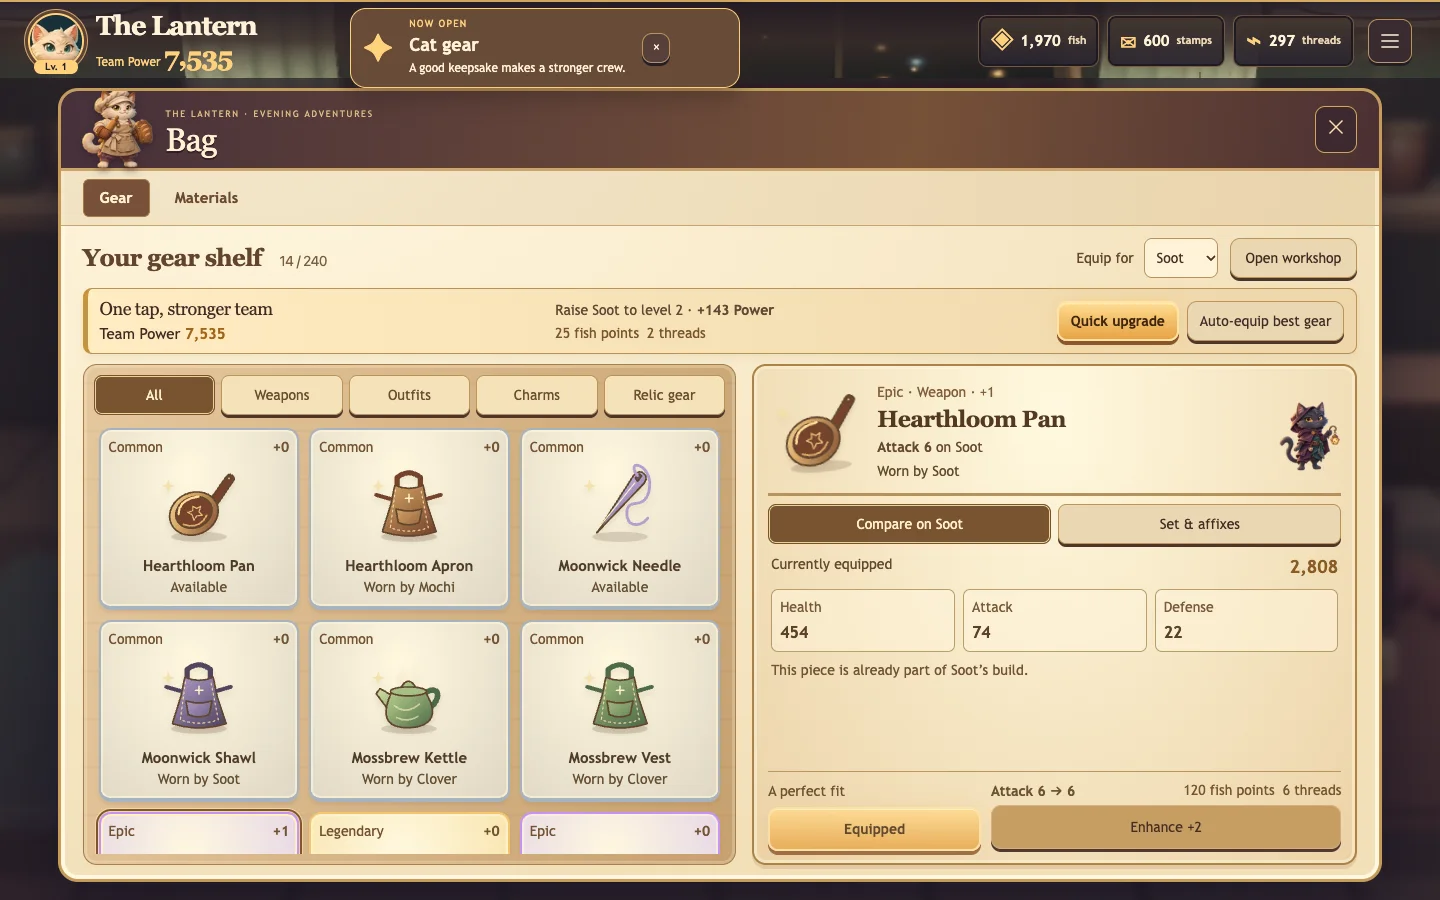 The Lantern
Team Power 7,535
Lv. 1
NOW OPEN
Cat gear
A good keepsake makes a stronger crew.
×
1,970 fish
600 stamps
297 threads
THE LANTERN · EVENING ADVENTURES
Bag
Gear
Materials
Your gear shelf 14 / 240
Equip for Soot
Open workshop
One tap, stronger team
Team Power 7,535
Raise Soot to level 2 · +143 Power
25 fish points 2 threads
Quick upgrade
Auto-equip best gear
All
Weapons
Outfits
Charms
Relic gear
Common +0
Hearthloom Pan
Available
Common +0
Hearthloom Apron
Worn by Mochi
Common +0
Moonwick Needle
Available
Common +0
Moonwick Shawl
Worn by Soot
Common +0
Mossbrew Kettle
Worn by Clover
Common +0
Mossbrew Vest
Worn by Clover
Epic +1
Legendary +0
Epic +0
Epic · Weapon · +1
Hearthloom Pan
Attack 6 on Soot
Worn by Soot
Compare on Soot
Set & affixes
Currently equipped 2,808
Health
454
Attack
74
Defense
22
This piece is already part of Soot’s build.
A perfect fit
Equipped
Attack 6 → 6
120 fish points 6 threads
Enhance +2